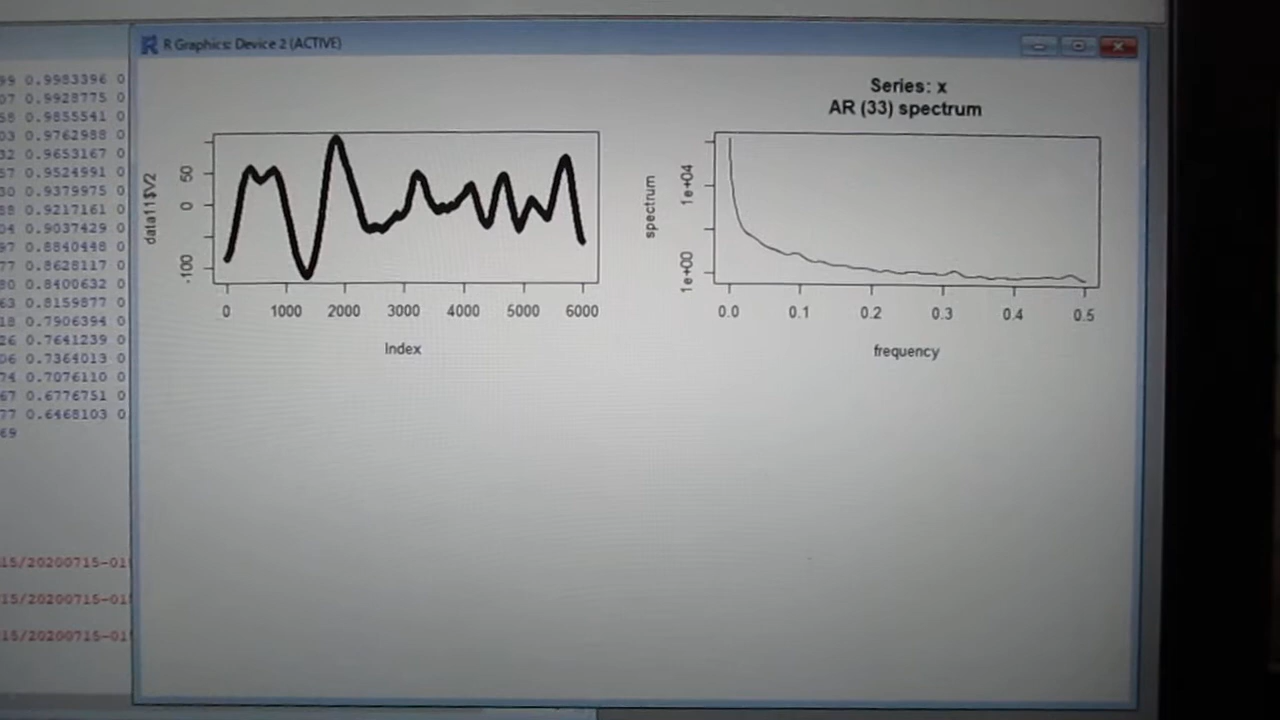 R Graphics: Device 2 (ACTIVE)
99 0.9983396 0
07 0.9928775 0
58 0.9855541 0
03 0.9762988 0
32 0.9653167 0
57 0.9524991 0
30 0.9379975 0
88 0.9217161 0
04 0.9037429 0
97 0.8840448 0
77 0.8628117 0
80 0.8400632 0
63 0.8159877 0
18 0.7906394 0
26 0.7641239 0
06 0.7364013 0
74 0.7076110 0
67 0.6776751 0
77 0.6468103 0
69
15/20200715-01
15/20200715-01
15/20200715-01
data11$V2
50
0
-100
0 1000 2000 3000 4000 5000 6000
Index
Series: x
AR (33) spectrum
spectrum
1e+04
1e+00
0.0 0.1 0.2 0.3 0.4 0.5
frequency